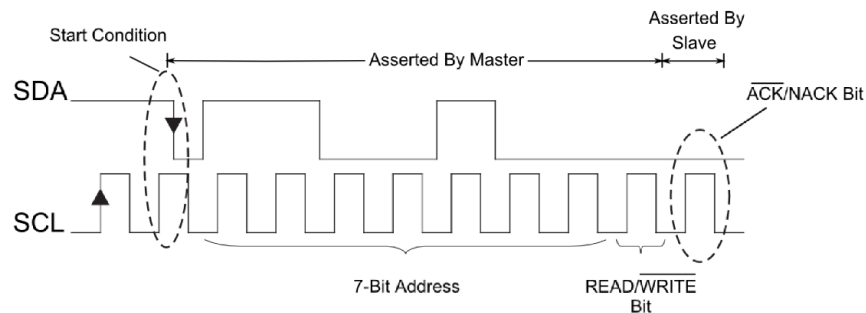 Start Condition
Asserted By Master
Asserted By
Slave
SDA
ACK/NACK Bit
SCL
7-Bit Address
READ/WRITE
Bit